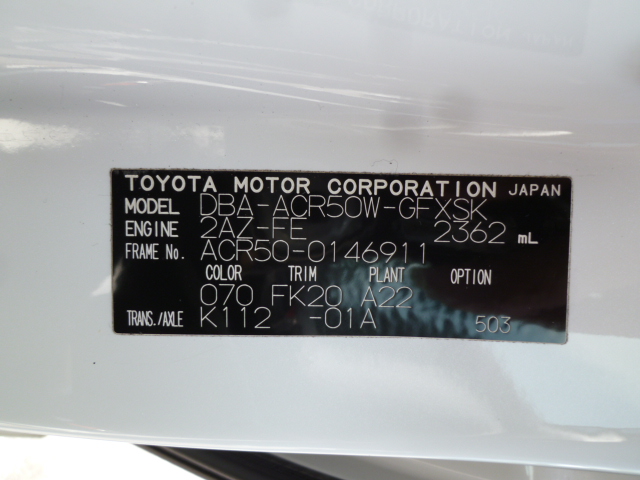 TOYOTA MOTOR CORPORATION JAPAN
MODEL DBA-ACR50W-GFXSK
ENGINE 2AZ-FE 2362 mL
FRAME No. ACR50-0146911
COLOR TRIM PLANT OPTION
070 FK20 A22
TRANS./AXLE K112 -01A 503